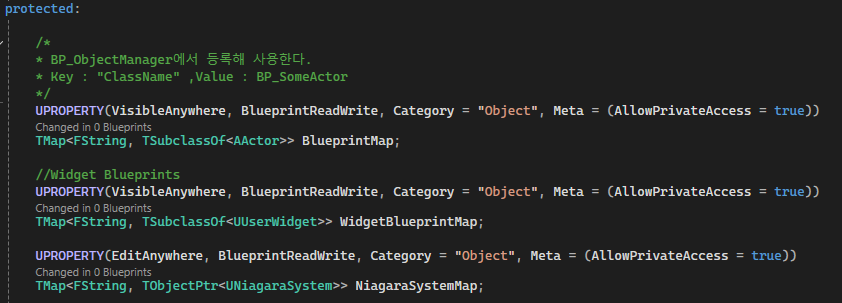 protected:
/*
* BP_ObjectManager에서 등록해 사용한다.
* Key : "ClassName" ,Value : BP_SomeActor
*/
UPROPERTY(VisibleAnywhere, BlueprintReadWrite, Category = "Object", Meta = (AllowPrivateAccess = true))
Changed in 0 Blueprints
TMap<FString, TSubclassOf<AActor>> BlueprintMap;
//Widget Blueprints
UPROPERTY(VisibleAnywhere, BlueprintReadWrite, Category = "Object", Meta = (AllowPrivateAccess = true))
Changed in 0 Blueprints
TMap<FString, TSubclassOf<UUserWidget>> WidgetBlueprintMap;
UPROPERTY(EditAnywhere, BlueprintReadWrite, Category = "Object", Meta = (AllowPrivateAccess = true))
Changed in 0 Blueprints
TMap<FString, TObjectPtr<UNiagaraSystem>> NiagaraSystemMap;